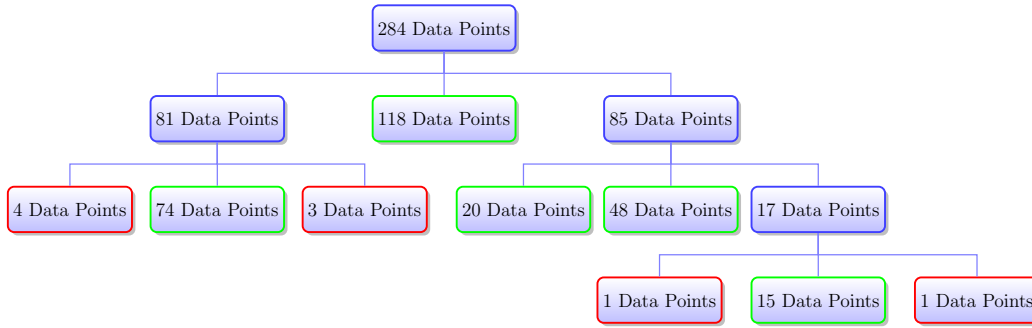 284 Data Points
81 Data Points
118 Data Points
85 Data Points
4 Data Points
74 Data Points
3 Data Points
20 Data Points
48 Data Points
17 Data Points
1 Data Points
15 Data Points
1 Data Points